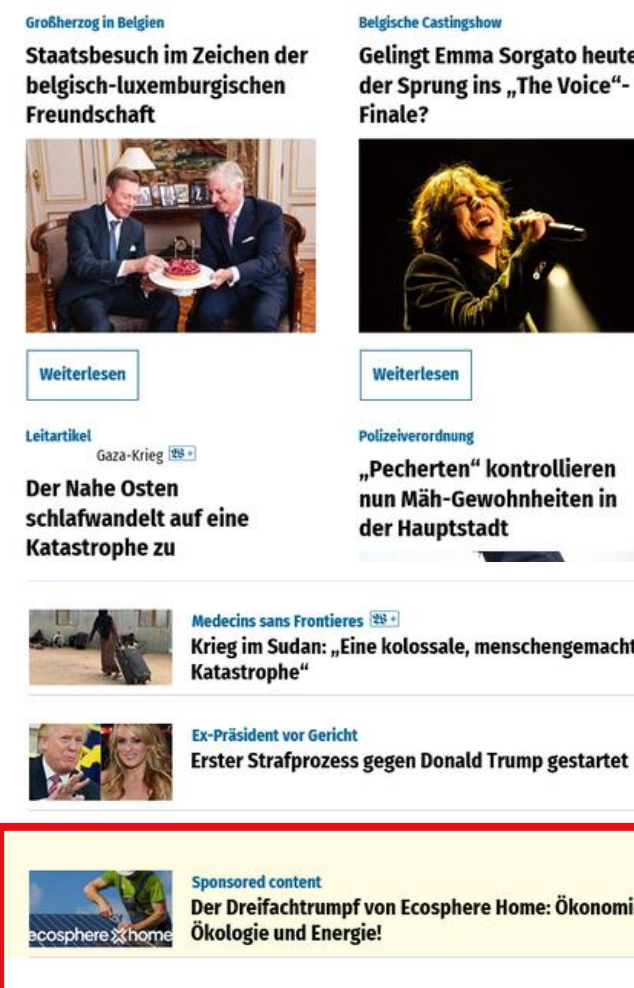 Großherzog in Belgien
Staatsbesuch im Zeichen der
belgisch-luxemburgischen
Freundschaft
Weiterlesen
Belgische Castingshow
Gelingt Emma Sorgato heute
der Sprung ins „The Voice“-
Finale?
Weiterlesen
Leitartikel
Gaza-Krieg
Der Nahe Osten
schlafwandelt auf eine
Katastrophe zu
Polizeiverordnung
„Pecherten“ kontrollieren
nun Mäh-Gewohnheiten in
der Hauptstadt
Medecins sans Frontieres
Krieg im Sudan: „Eine kolossale, menschengemacht
Katastrophe“
Ex-Präsident vor Gericht
Erster Strafprozess gegen Donald Trump gestartet
ecosphere home
Sponsored content
Der Dreifachtrumpf von Ecosphere Home: Ökonomi
Ökologie und Energie!